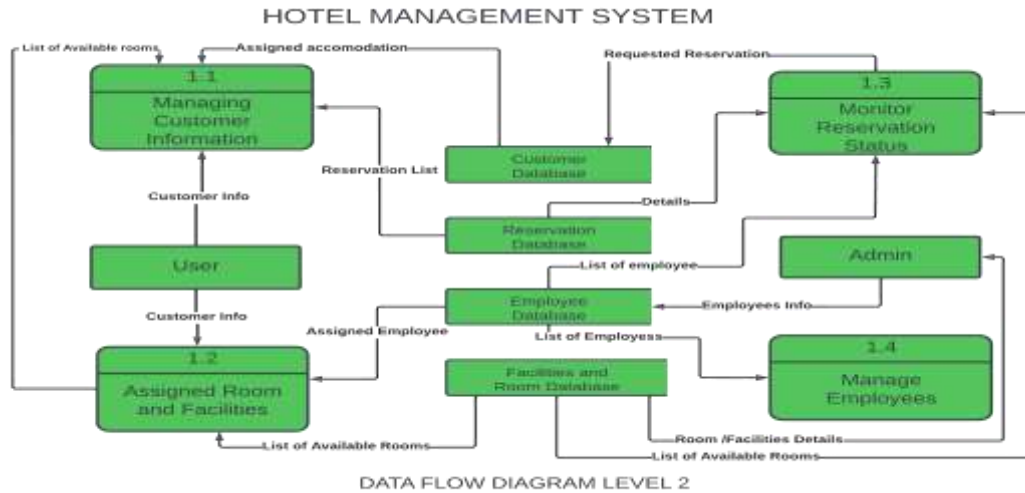 HOTEL MANAGEMENT SYSTEM
List of Available rooms
Assigned accomodation
Requested Reservation
1.1
Managing
Customer
Information
1.3
Monitor
Reservation
Status
Customer
Database
Reservation List
Customer Info
Details
Reservation
Database
User
List of employee
Admin
Employee
Database
Employees Info
Customer Info
Assigned Employee
List of Employess
1.2
Assigned Room
and Facilities
Facilities and
Room Database
1.4
Manage
Employees
List of Available Rooms
Room /Facilities Details
List of Available Rooms
DATA FLOW DIAGRAM LEVEL 2